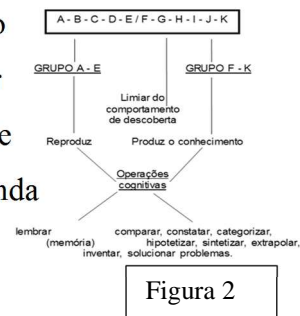 A - B - C - D - E / F - G - H - I - J - K
GRUPO A - E
GRUPO F - K
Limiar do
comportamento
de descoberta
Reproduz
Produz o conhecimento
Operações
cognitivas
lembrar
(memória)
comparar, constatar, categorizar,
hipotetizar, sintetizar, extrapolar,
inventar, solucionar problemas.
Figura 2
o
e
nda